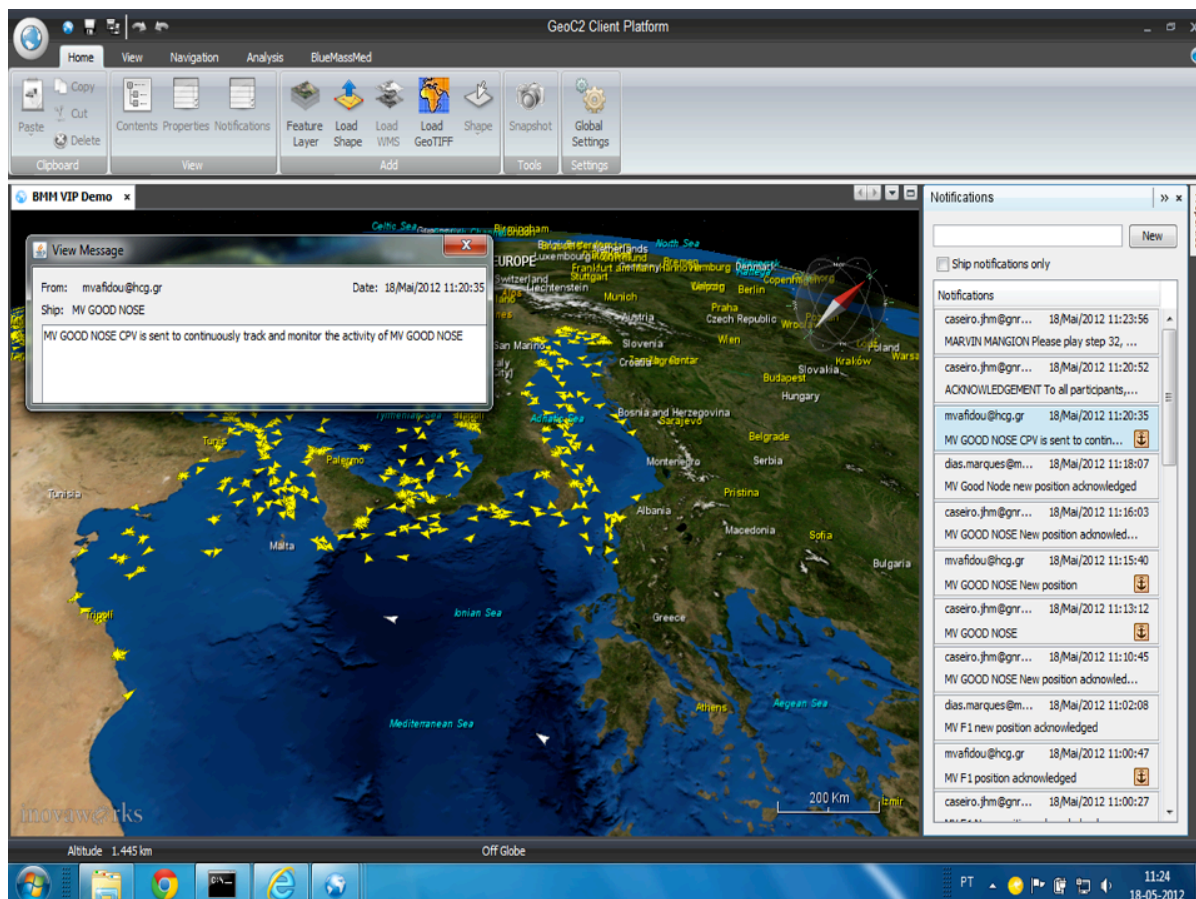 GeoC2 Client Platform
Home View Navigation Analysis BlueMassMed
Paste Copy Cut Delete
Contents Properties Notifications
Feature Layer Load Shape Load WMS Load GeoTIFF Shape
Snapshot
Global Settings
Clipboard View Add Tools Settings
BMM VIP Demo
View Message
From: mvafidou@hcg.gr Date: 18/Mai/2012 11:20:35
Ship: MV GOOD NOSE
MV GOOD NOSE CPV is sent to continuously track and monitor the activity of MV GOOD NOSE
Celtic Sea
Birmingham
North Sea
EUROPE
Luxembourg
Bremen
Denmark
Switzerland
Liechtenstein
Stuttgart
Munich
Berlin
Praha
Czech Republic
Austria
Wien
Slovenia
San Marino
Slovakia
Kraków
Poland
Budapest
Hungary
Bosnia and Herzegovina
Sarajevo
Adriatic Sea
Belgrade
Montenegro
Serbia
Tunis
Palermo
Tunisia
Pristina
Albania
Macedonia
Sofia
Malta
Bulgaria
Tripoli
Ionian Sea
Greece
Athens
Aegean Sea
Mediterranean Sea
200 Km
Izmir
inovaworks
Notifications
New
Ship notifications only
Notifications
caseiro.jhm@gnr... 18/Mai/2012 11:23:56
MARVIN MANGION Please play step 32, ...
caseiro.jhm@gnr... 18/Mai/2012 11:20:52
ACKNOWLEDGEMENT To all participants,...
mvafidou@hcg.gr 18/Mai/2012 11:20:35
MV GOOD NOSE CPV is sent to contin...
dias.marques@m... 18/Mai/2012 11:18:07
MV Good Node new position acknowledged
caseiro.jhm@gnr... 18/Mai/2012 11:16:03
MV GOOD NOSE New position acknowled...
mvafidou@hcg.gr 18/Mai/2012 11:15:40
MV GOOD NOSE New position
caseiro.jhm@gnr... 18/Mai/2012 11:13:12
MV GOOD NOSE
caseiro.jhm@gnr... 18/Mai/2012 11:10:45
MV GOOD NOSE New position acknowled...
dias.marques@m... 18/Mai/2012 11:02:08
MV F1 new position acknowledged
mvafidou@hcg.gr 18/Mai/2012 11:00:47
MV F1 position acknowledged
caseiro.jhm@gnr... 18/Mai/2012 11:00:27
Altitude 1.445 km Off Globe
PT
11:24
18-05-2012